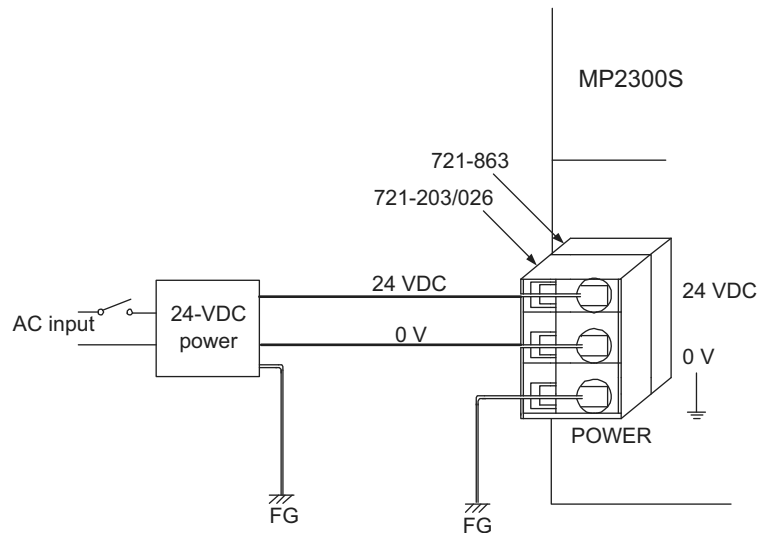 MP2300S
721-863
721-203/026
24 VDC
24 VDC
AC input
24-VDC
power
0 V
0 V
POWER
FG
FG